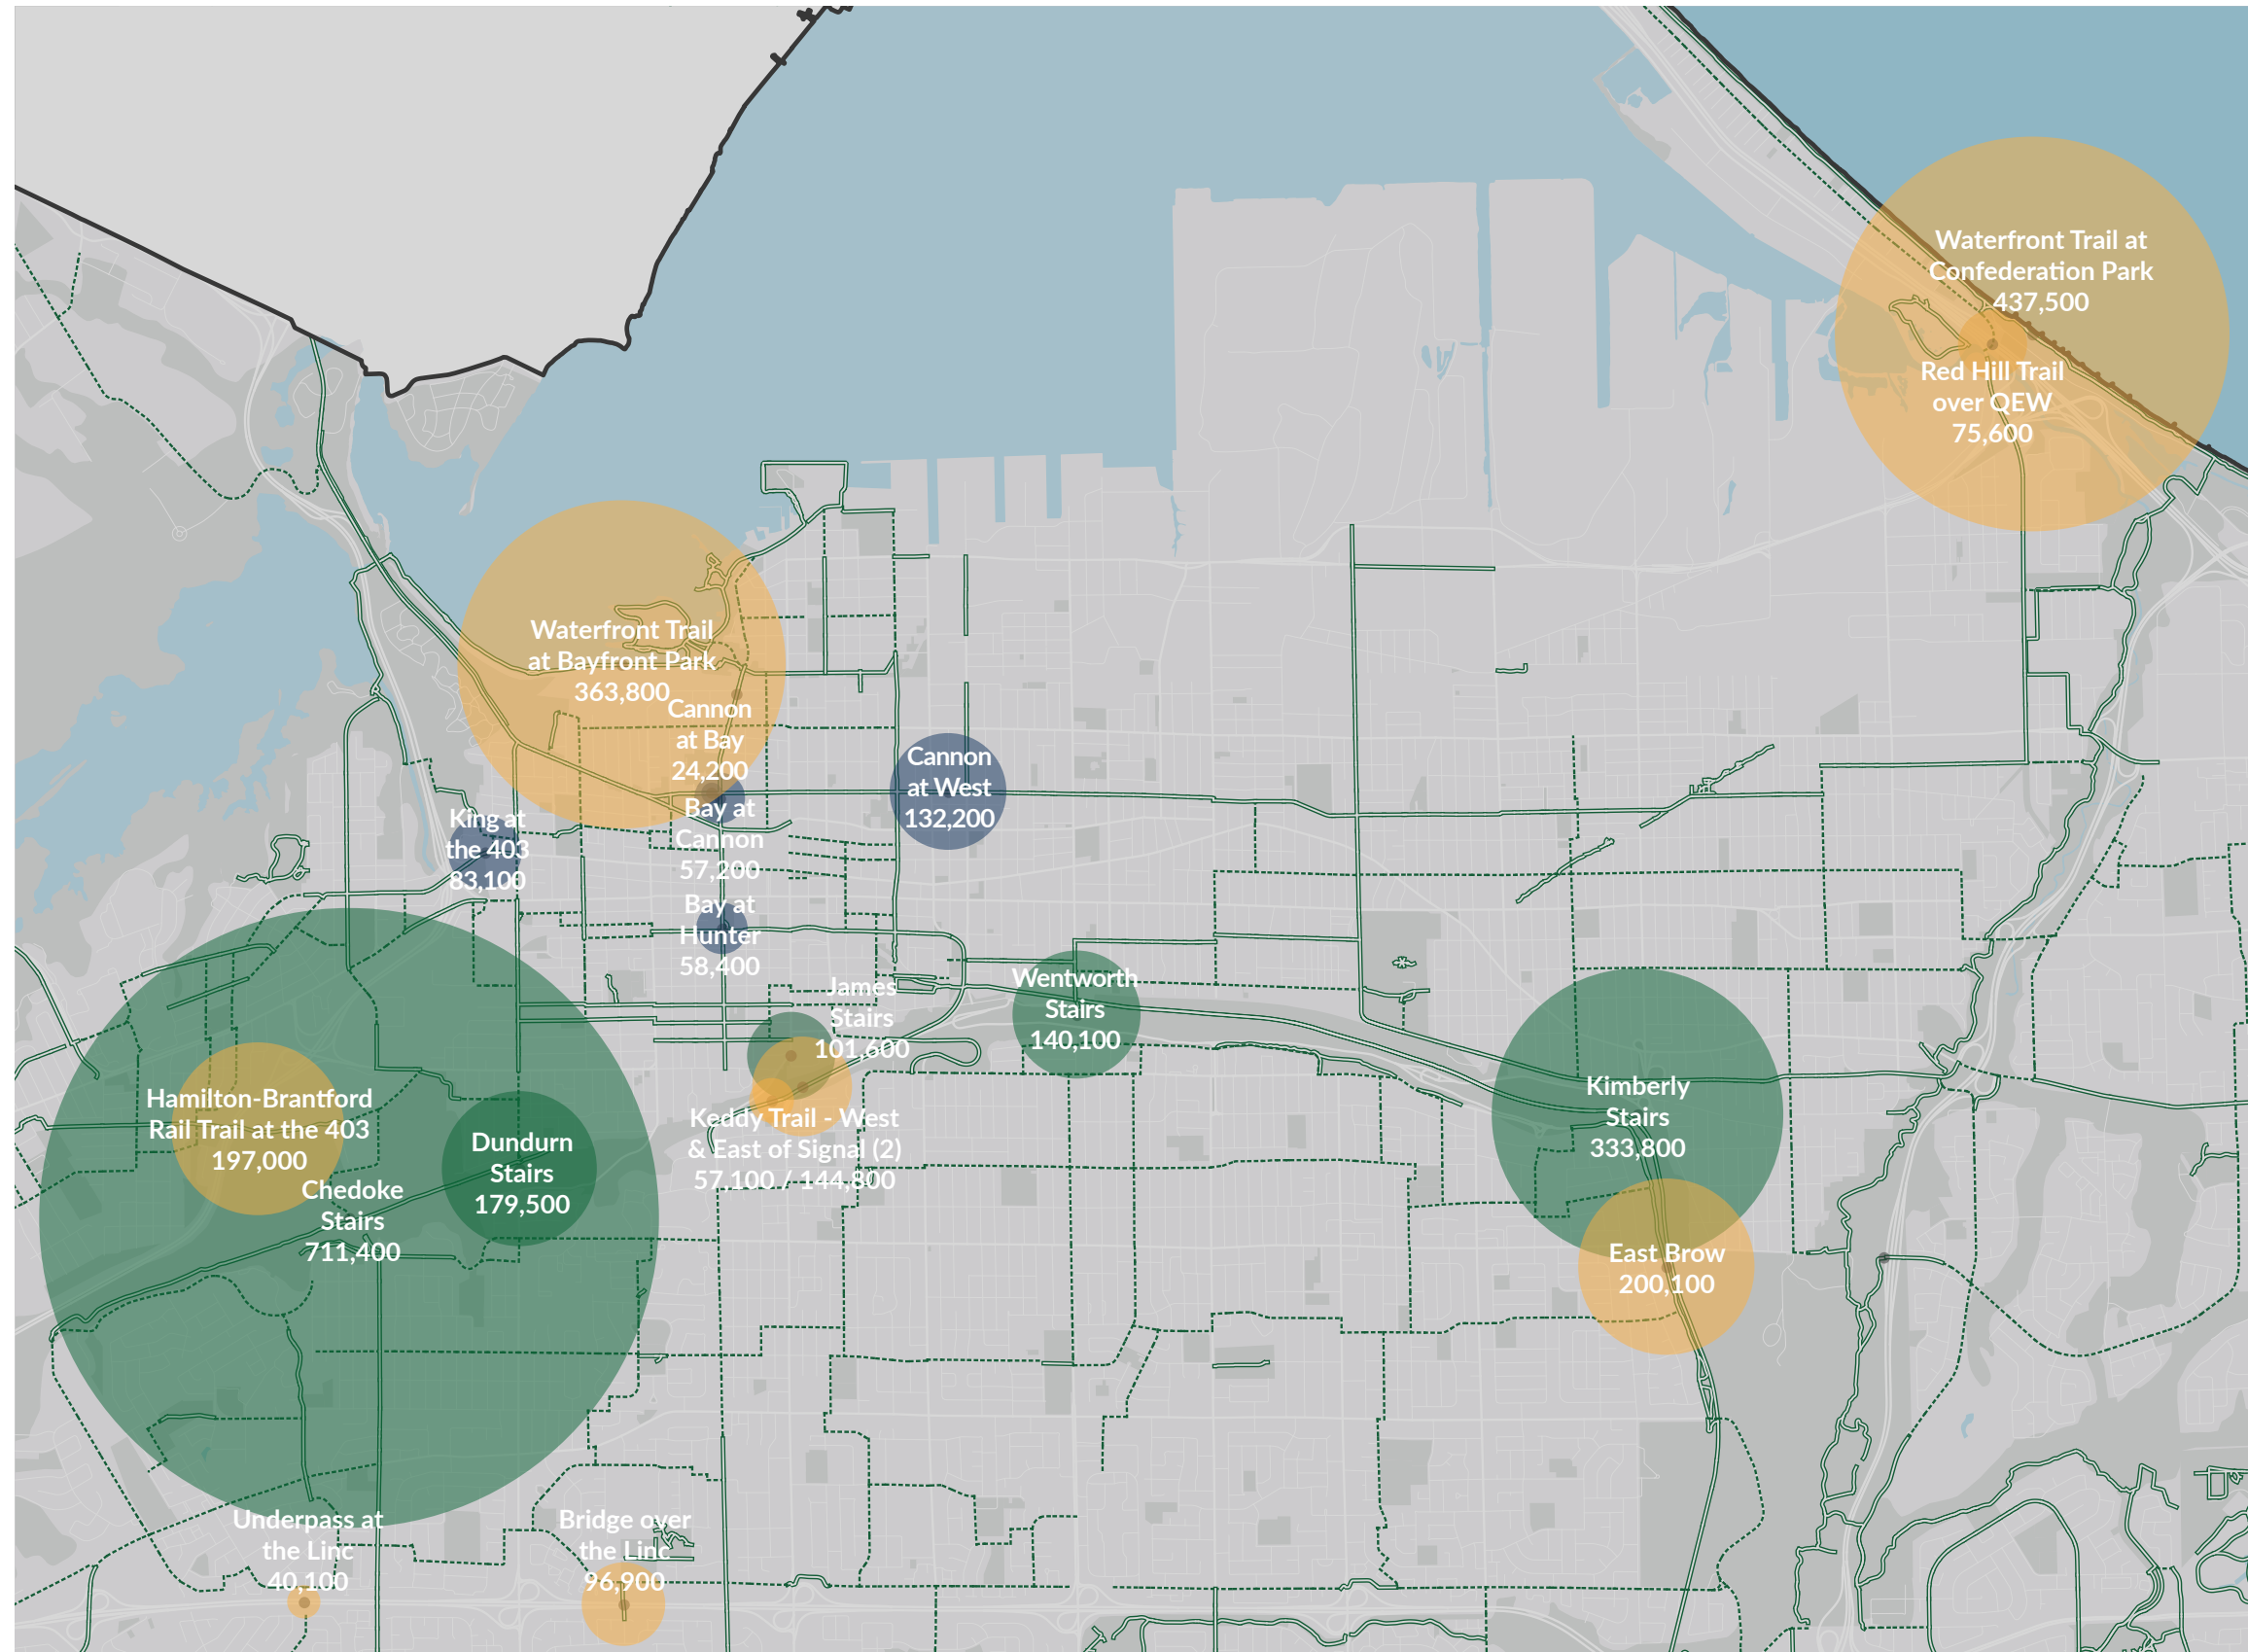 Waterfront Trail at
Confederation Park
437,500
Red Hill Trail
over QEW
75,600
Waterfront Trail
at Bayfront Park
363,800
Cannon
at Bay
24,200
Cannon
at West
132,200
King at
the 403
83,100
Bay at
Cannon
57,200
Bay at
Hunter
58,400
James
Stairs
101,600
Wentworth
Stairs
140,100
Hamilton-Brantford
Rail Trail at the 403
197,000
Dundurn
Stairs
179,500
Keddy Trail - West
& East of Signal (2)
57,100 / 144,800
Kimberly
Stairs
333,800
Chedoke
Stairs
711,400
East Brow
200,100
Underpass at
the Linc
40,100
Bridge over
the Linc
96,900